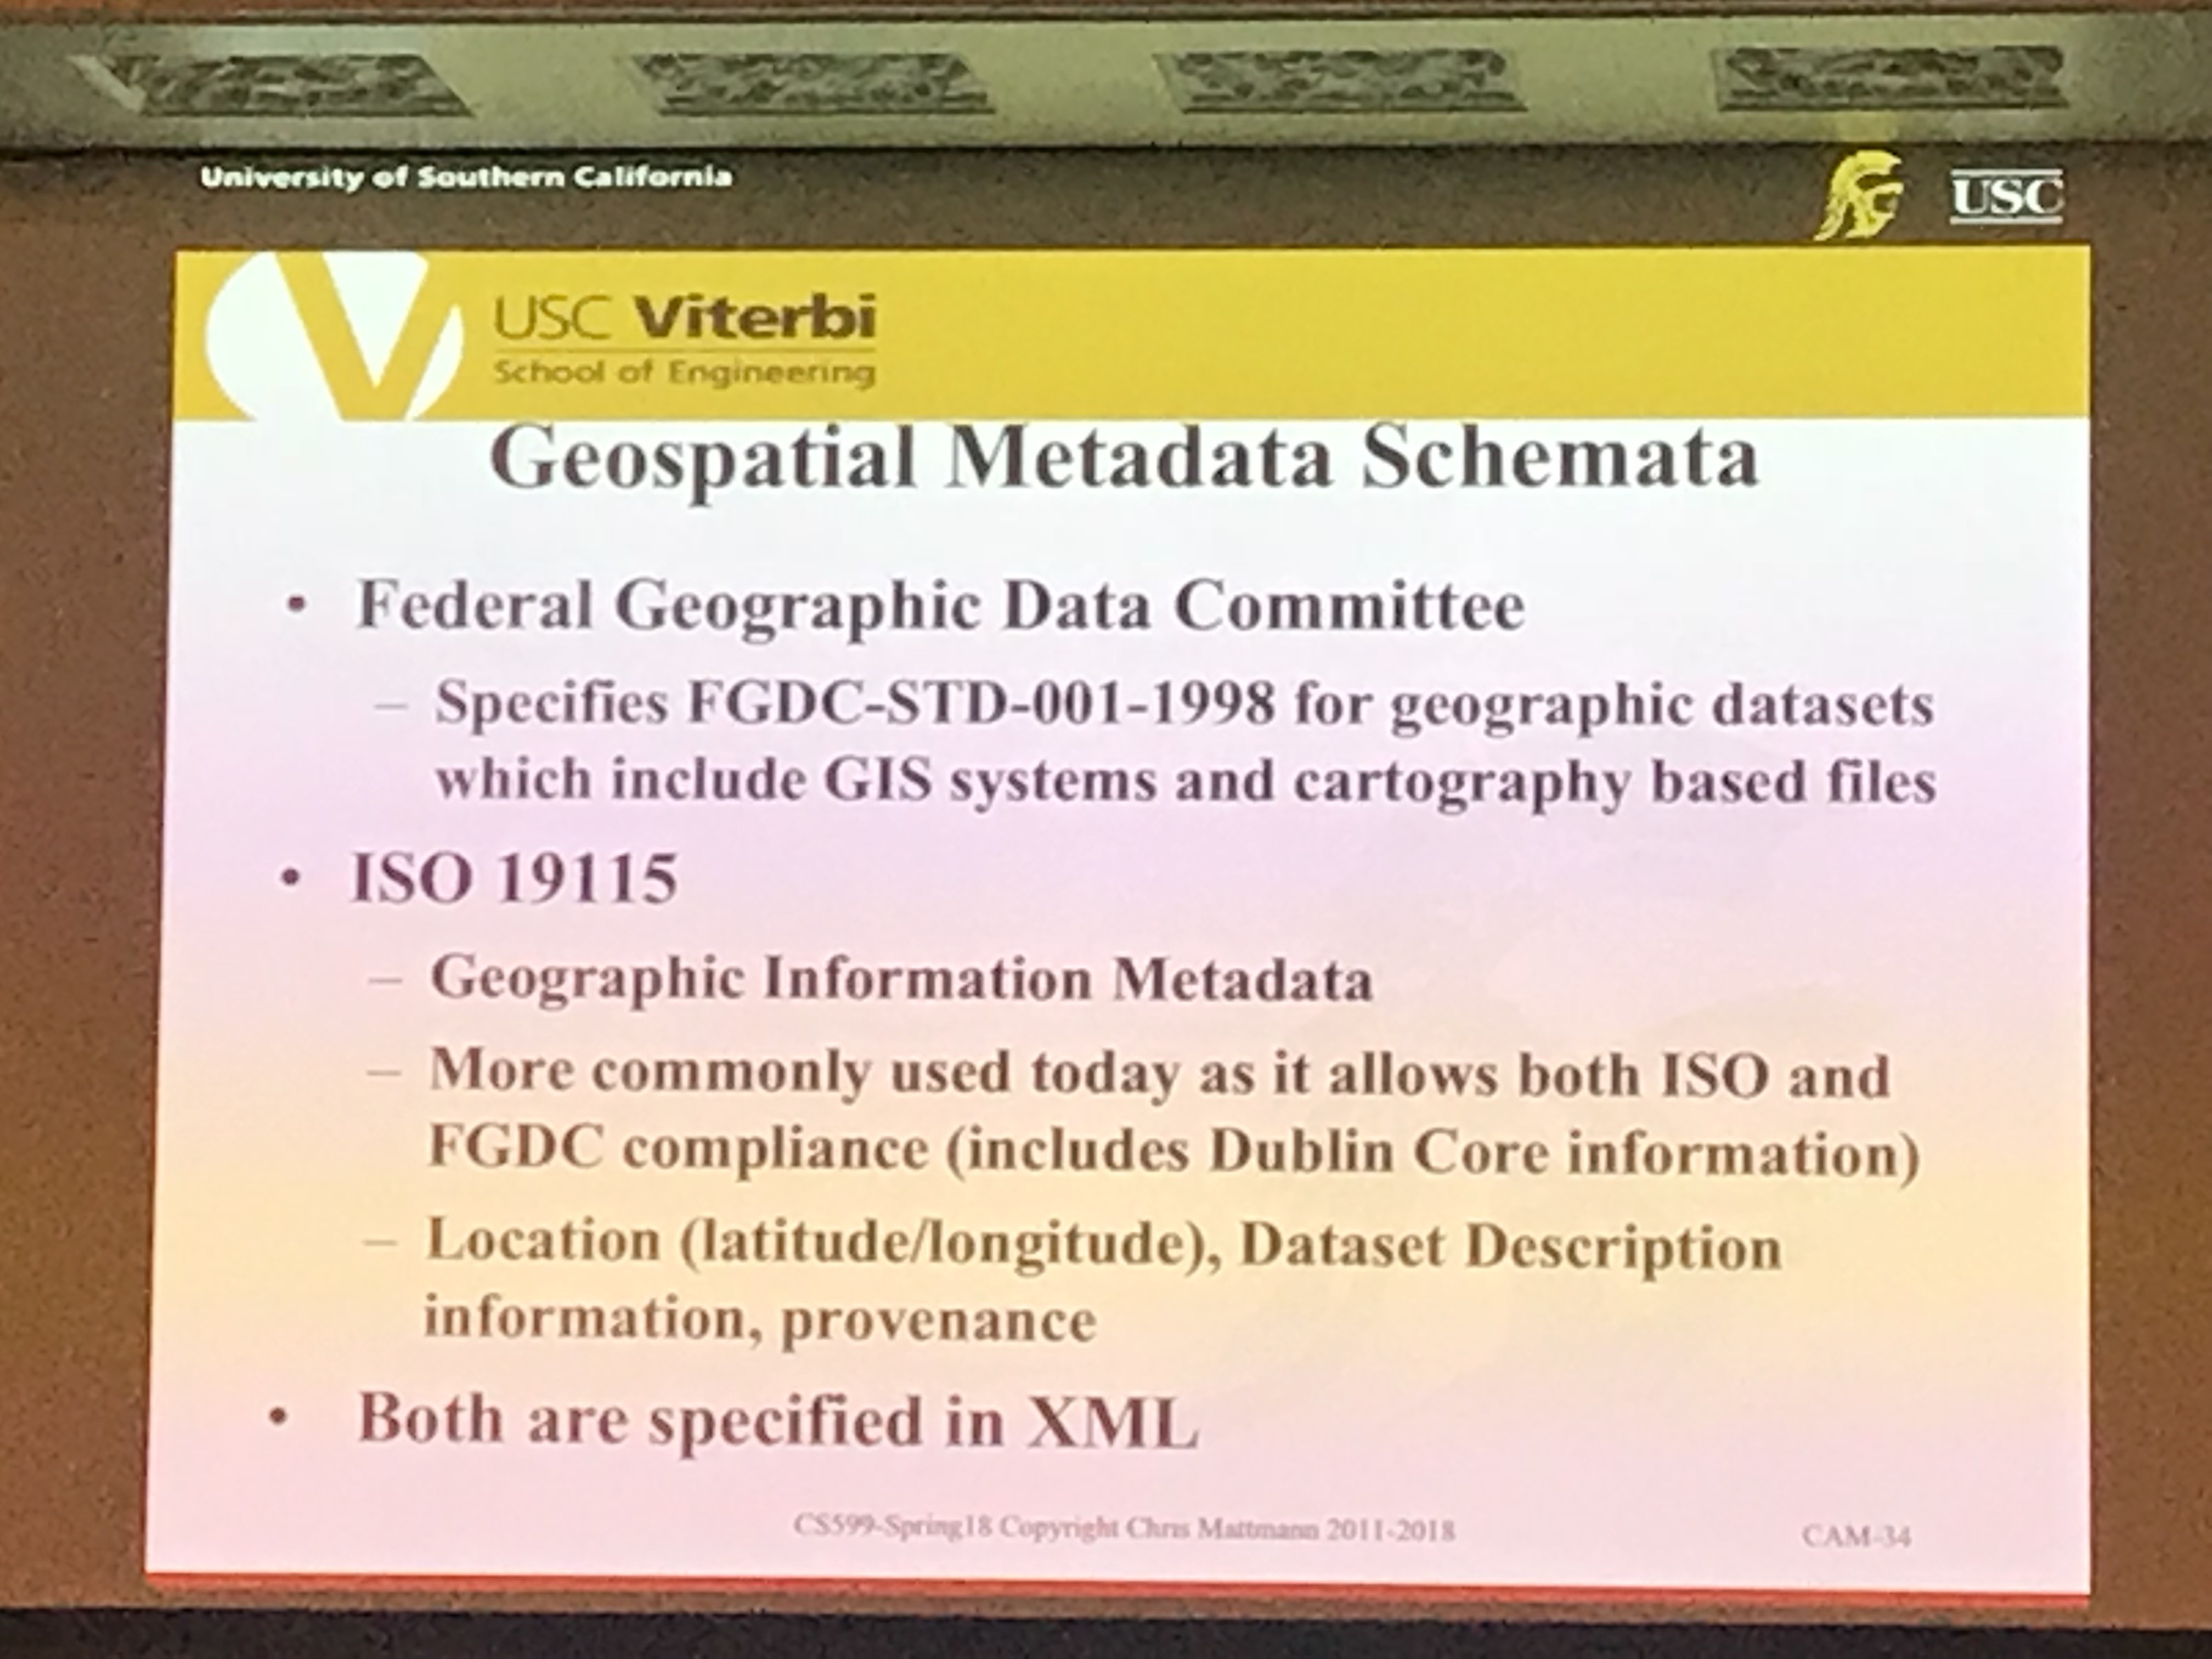 University of Southern California
USC
USC Viterbi
School of Engineering
Geospatial Metadata Schemata
• Federal Geographic Data Committee
– Specifies FGDC-STD-001-1998 for geographic datasets
which include GIS systems and cartography based files
• ISO 19115
– Geographic Information Metadata
– More commonly used today as it allows both ISO and
FGDC compliance (includes Dublin Core information)
– Location (latitude/longitude), Dataset Description
information, provenance
• Both are specified in XML
CS599-Spring18 Copyright Chris Mattmann 2011-2018
CAM-34